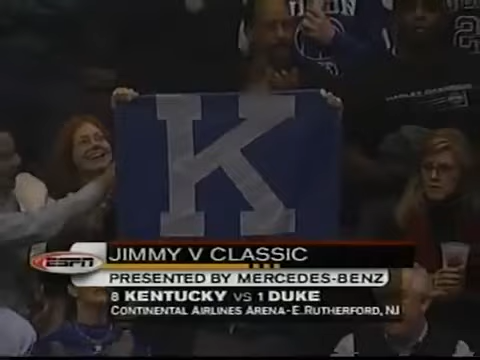 K
ESPN
JIMMY V CLASSIC
PRESENTED BY MERCEDES-BENZ
8 KENTUCKY VS 1 DUKE
CONTINENTAL AIRLINES ARENA-E. RUTHERFORD, NJ